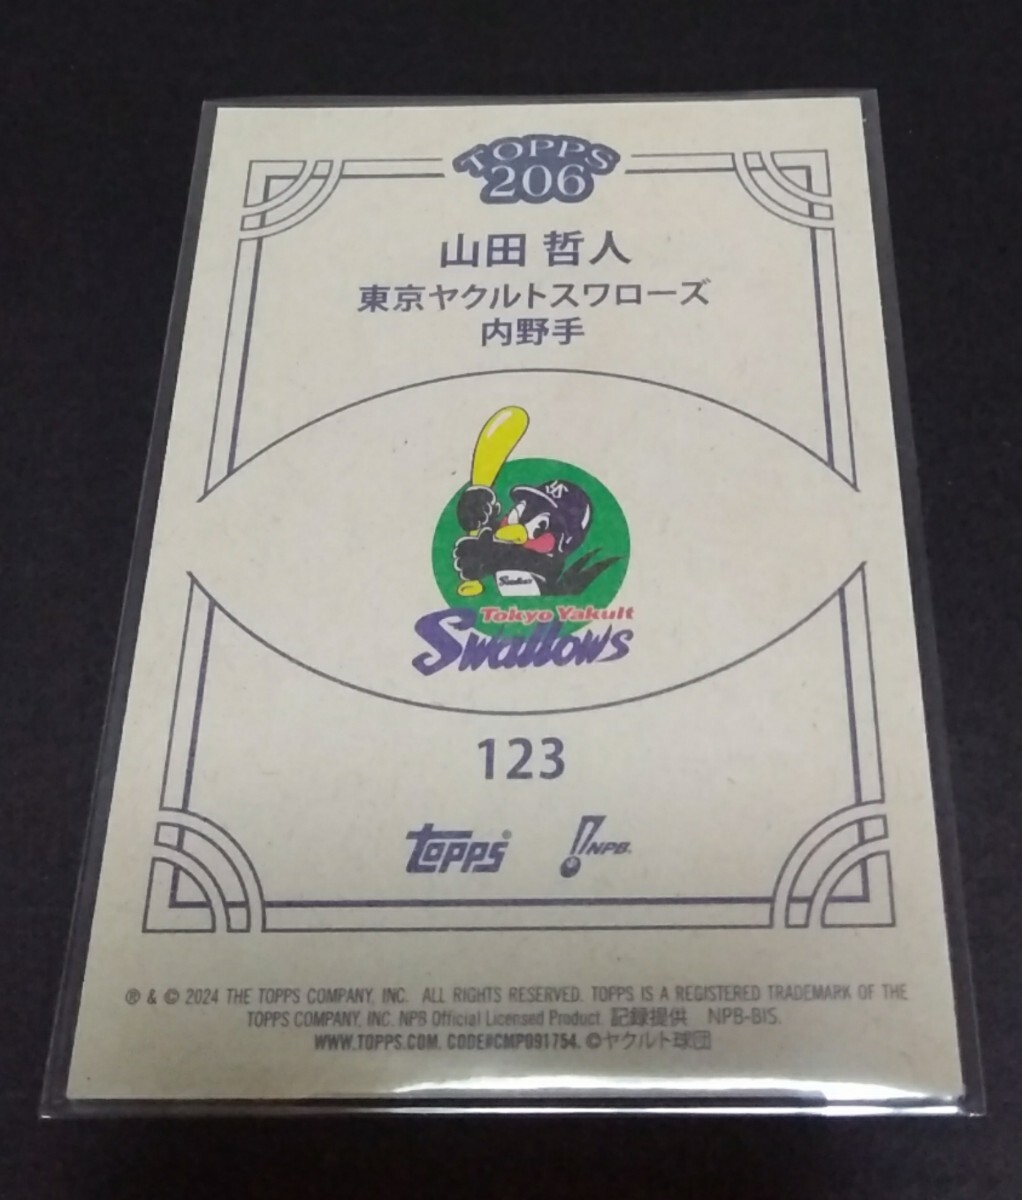 TOPPS
206
山田 哲人
東京ヤクルトスワローズ
内野手
Swallows
Tokyo Yakult
Swallows
123
topps®
NPB.
® & © 2024 THE TOPPS COMPANY, INC. ALL RIGHTS RESERVED. TOPPS IS A REGISTERED TRADEMARK OF THE
TOPPS COMPANY, INC. NPB Official Licensed Product. 記録提供 NPB-BIS.
WWW.TOPPS.COM. CODE#CMP091754. ©ヤクルト球団